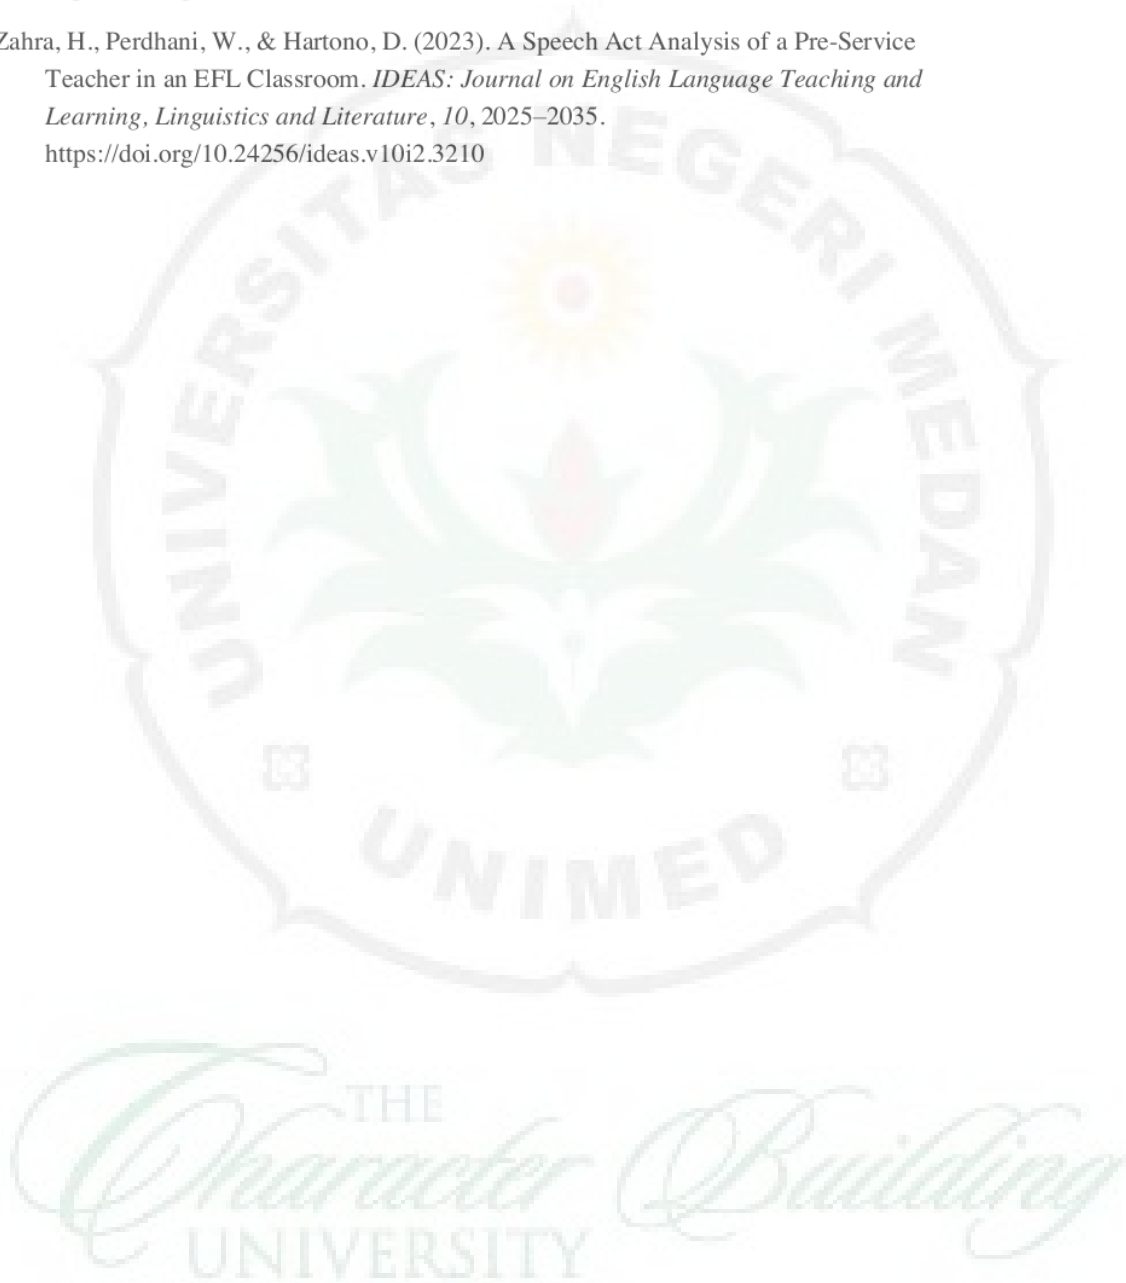 Zahra, H., Perdhani, W., & Hartono, D. (2023). A Speech Act Analysis of a Pre-Service
Teacher in an EFL Classroom. IDEAS: Journal on English Language Teaching and
Learning, Linguistics and Literature, 10, 2025–2035.
https://doi.org/10.24256/ideas.v10i2.3210
UNIVERSITAS NEGERI MEDAN
UNIMED
THE
Character Building
UNIVERSITY